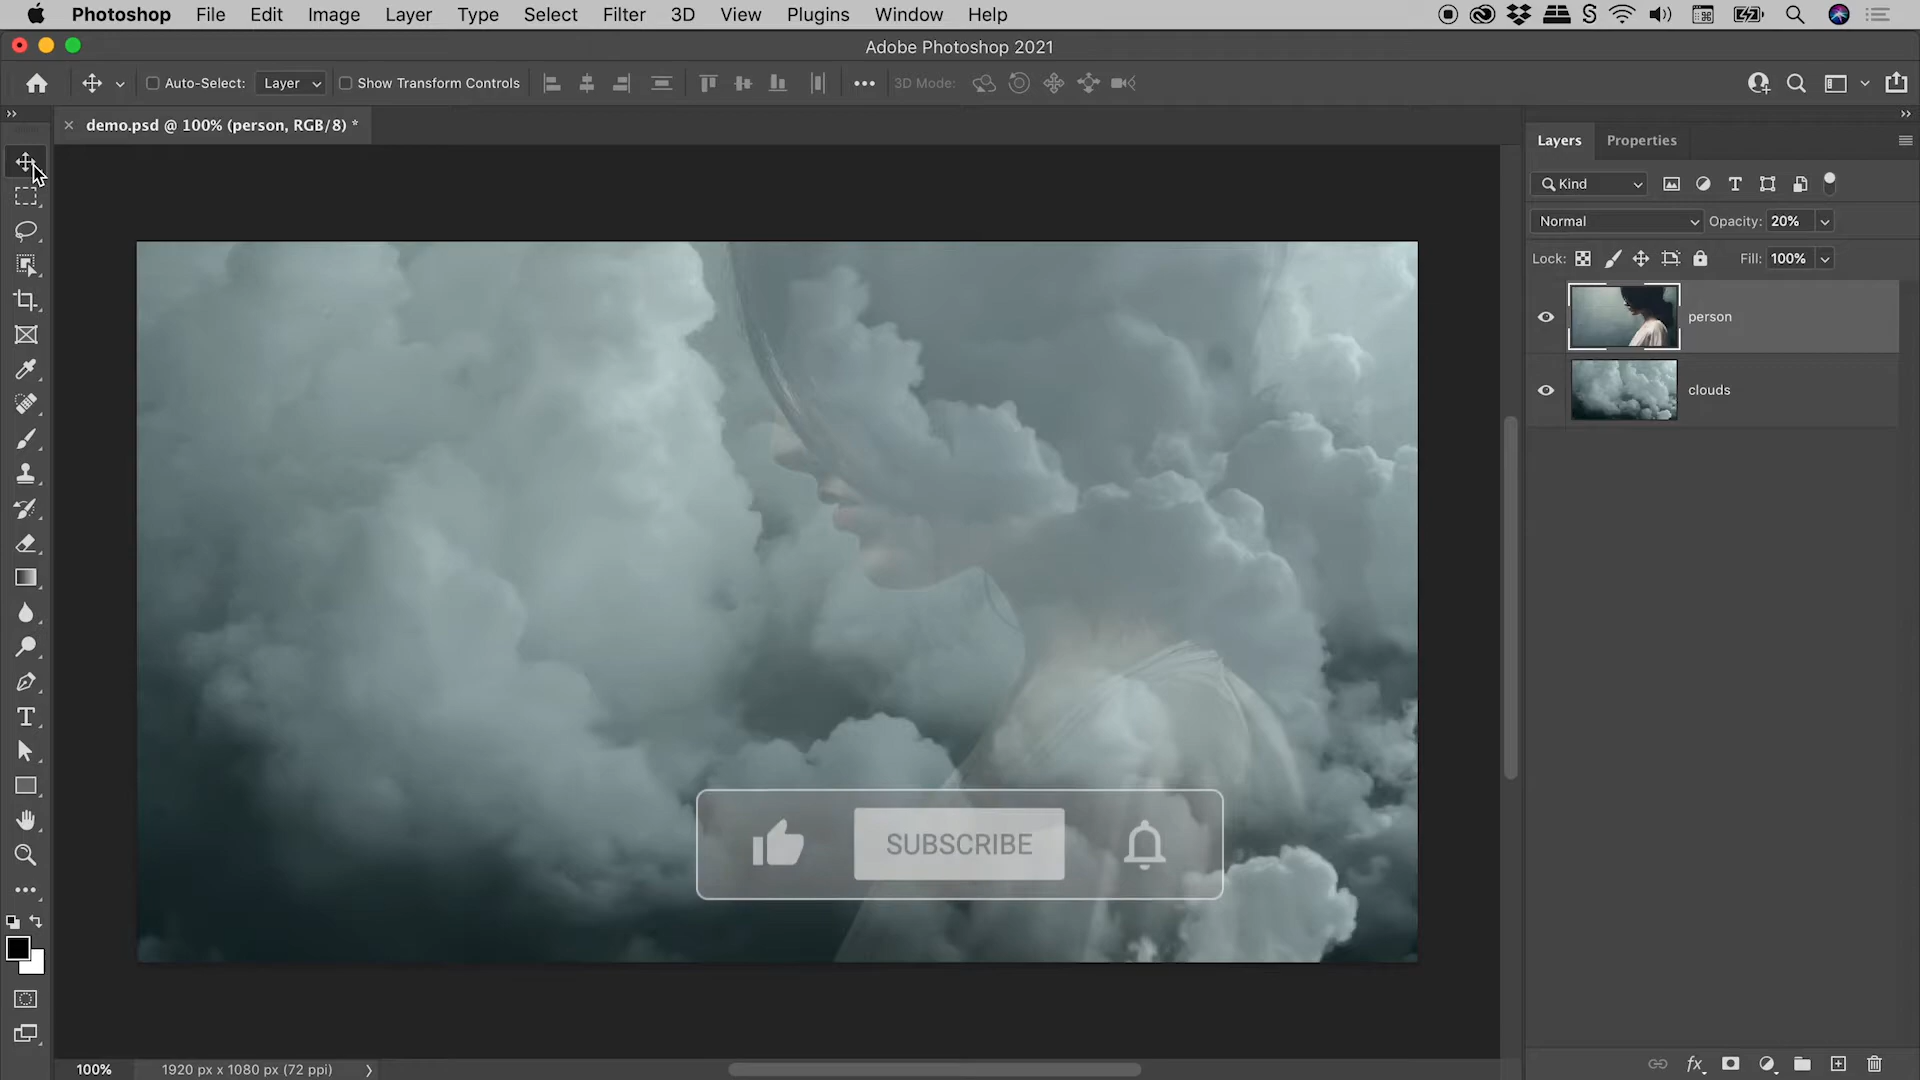 Photoshop File Edit Image Layer Type Select Filter 3D View Plugins Window Help
Adobe Photoshop 2021
Auto-Select: Layer Show Transform Controls 3D Mode:
demo.psd @ 100% (person, RGB/8) *
Layers Properties
Kind
Normal Opacity: 20%
Lock: Fill: 100%
person
clouds
SUBSCRIBE
100% 1920 px x 1080 px (72 ppi)